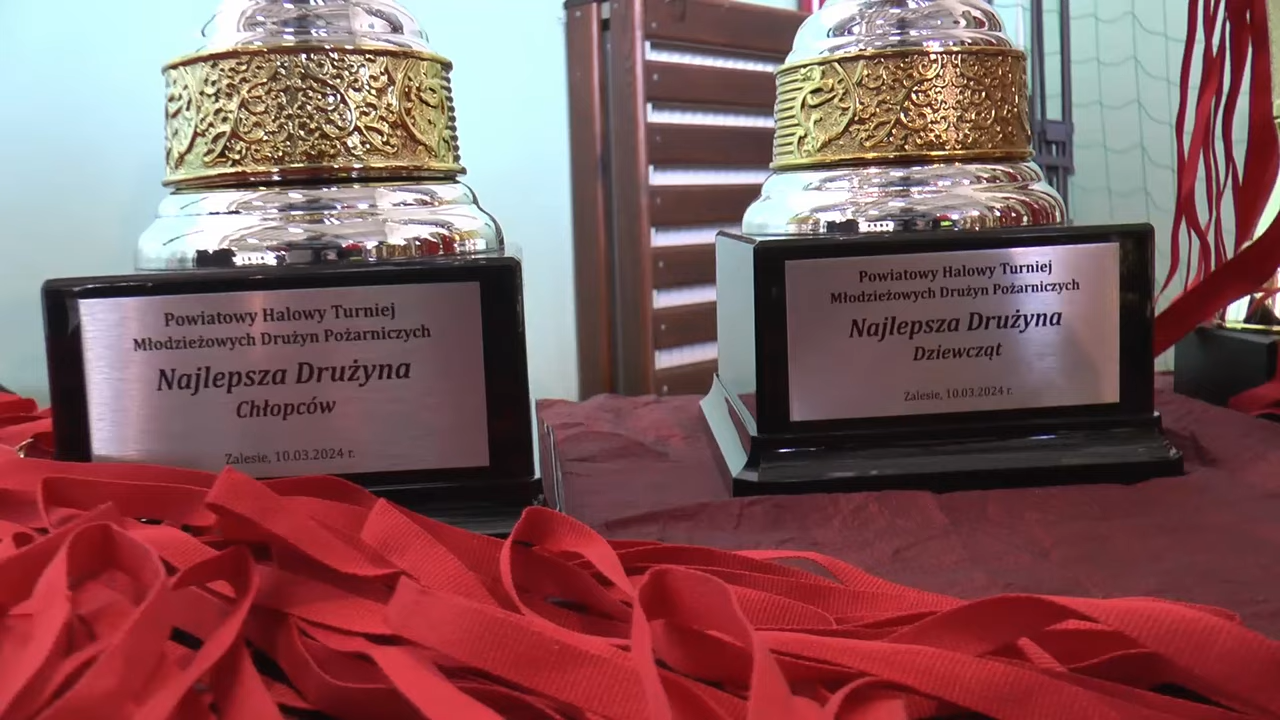 Powiatowy Halowy Turniej
Młodzieżowych Drużyn Pożarniczych
Najlepsza Drużyna
Chłopców
Zalesie, 10.03.2024 r.
Powiatowy Halowy Turniej
Młodzieżowych Drużyn Pożarniczych
Najlepsza Drużyna
Dziewcząt
Zalesie, 10.03.2024 r.